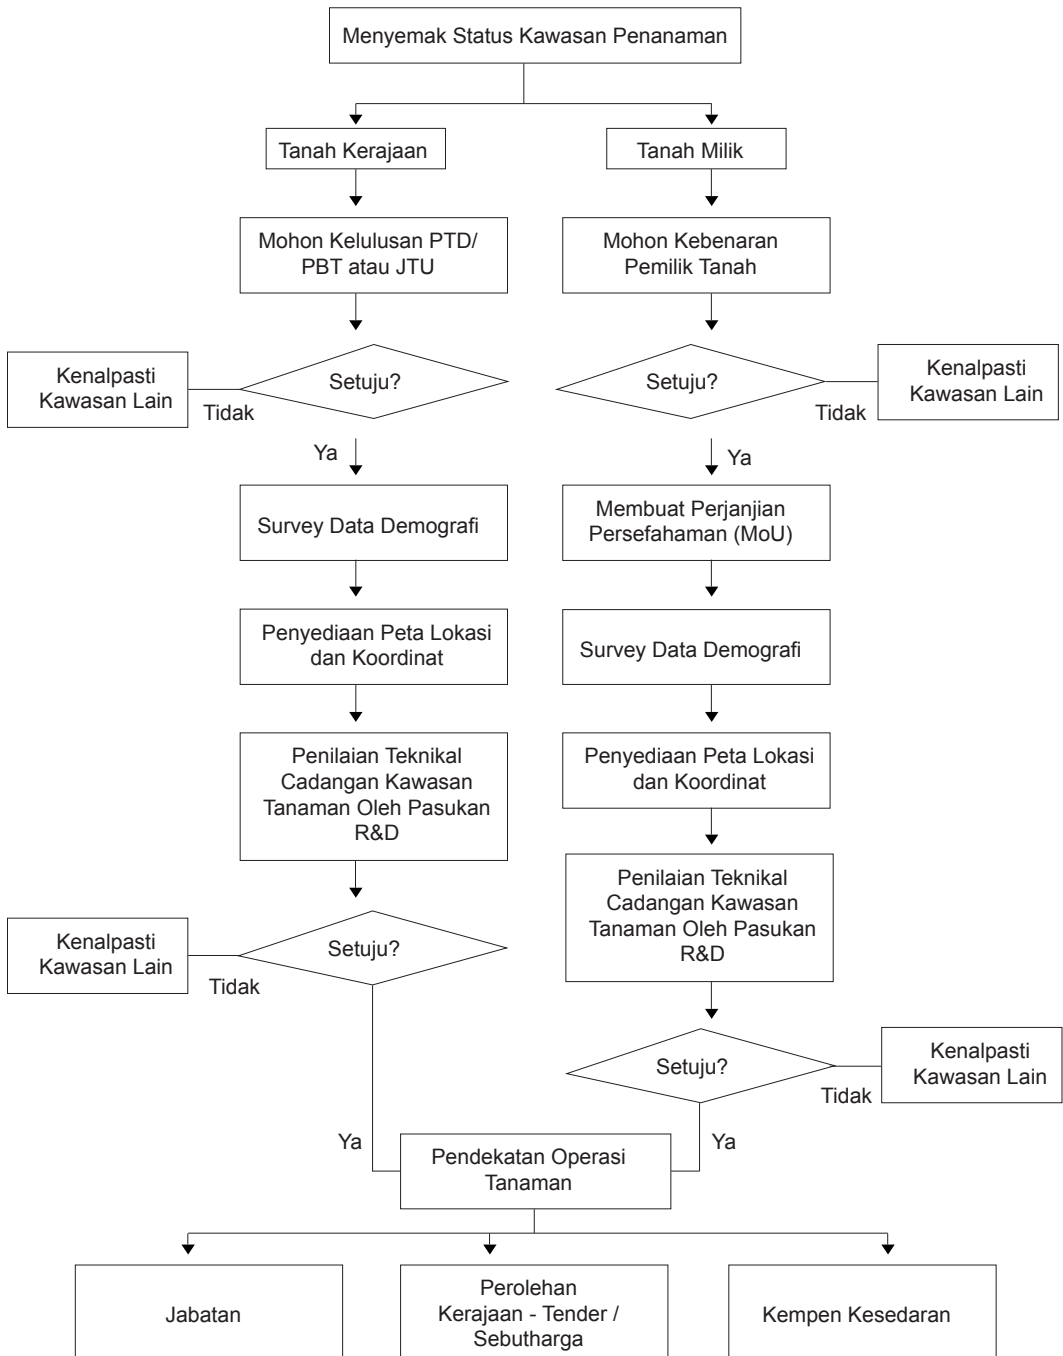 Menyemak Status Kawasan Penanaman
Tanah Kerajaan
Tanah Milik
Mohon Kelulusan PTD/
PBT atau JTU
Mohon Kebenaran
Pemilik Tanah
Kenalpasti
Kawasan Lain
Tidak
Setuju?
Setuju?
Tidak
Kenalpasti
Kawasan Lain
Ya
Ya
Survey Data Demografi
Membuat Perjanjian
Persefahaman (MoU)
Penyediaan Peta Lokasi
dan Koordinat
Survey Data Demografi
Penilaian Teknikal
Cadangan Kawasan
Tanaman Oleh Pasukan
R&D
Penyediaan Peta Lokasi
dan Koordinat
Kenalpasti
Kawasan Lain
Tidak
Setuju?
Penilaian Teknikal
Cadangan Kawasan
Tanaman Oleh Pasukan
R&D
Setuju?
Tidak
Kenalpasti
Kawasan Lain
Ya
Ya
Pendekatan Operasi
Tanaman
Jabatan
Perolehan
Kerajaan - Tender /
Sebutharga
Kempen Kesedaran